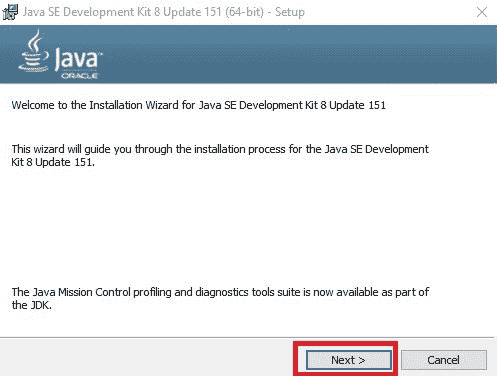 Java SE Development Kit 8 Update 151 (64-bit) - Setup
Java
ORACLE
Welcome to the Installation Wizard for Java SE Development Kit 8 Update 151
This wizard will guide you through the installation process for the Java SE Development
Kit 8 Update 151.
The Java Mission Control profiling and diagnostics tools suite is now available as part of
the JDK.
Next >
Cancel